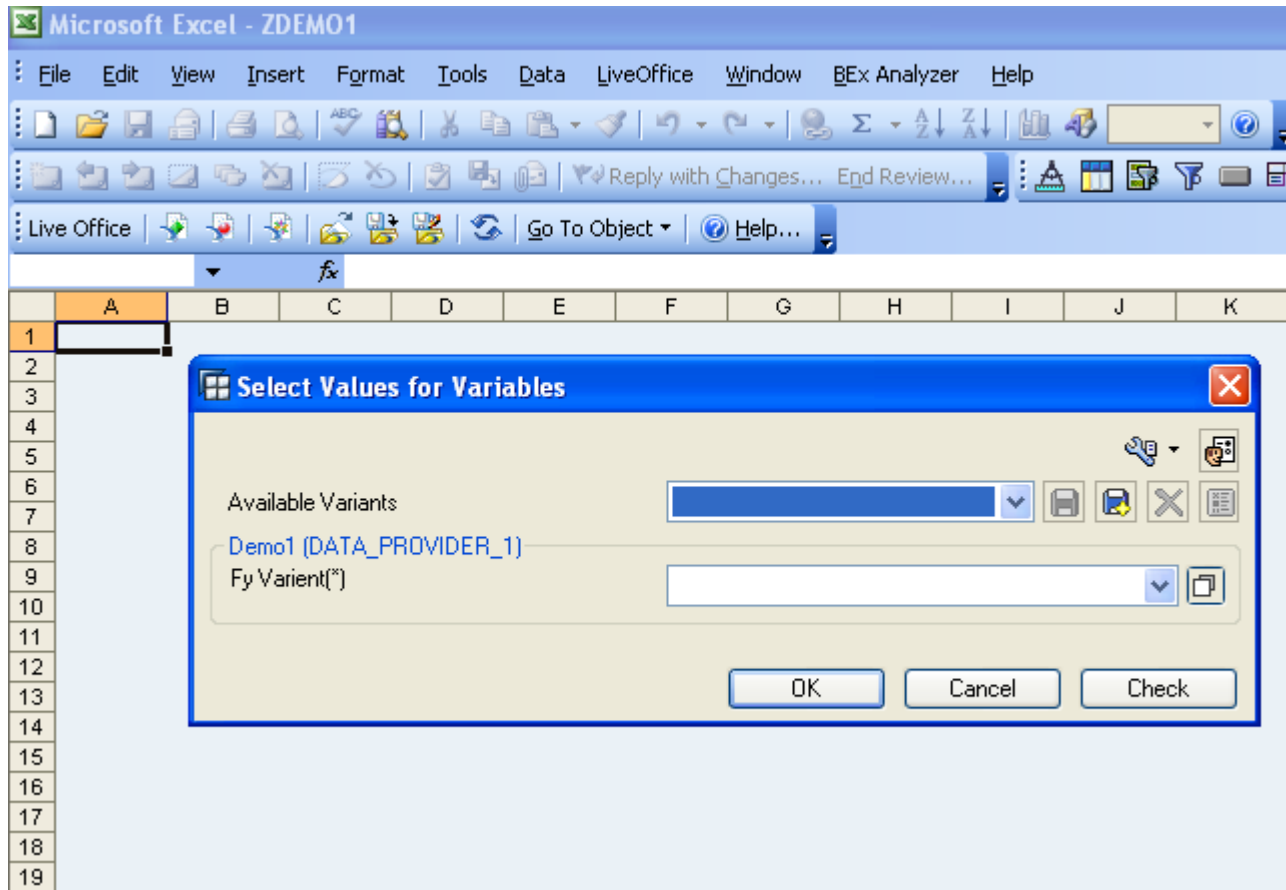 Microsoft Excel - ZDEMO1
File Edit View Insert Format Tools Data LiveOffice Window BEx Analyzer Help
ABC Σ A Z Z A
Reply with Changes... End Review...
Live Office Go To Object Help...
fx
A B C D E F G H I J K
1
2
Select Values for Variables
3
4
5
6
Available Variants
7
8
Demo1 (DATA_PROVIDER_1)
9
Fy Varient(*)
10
11
12
OK Cancel Check
13
14
15
16
17
18
19